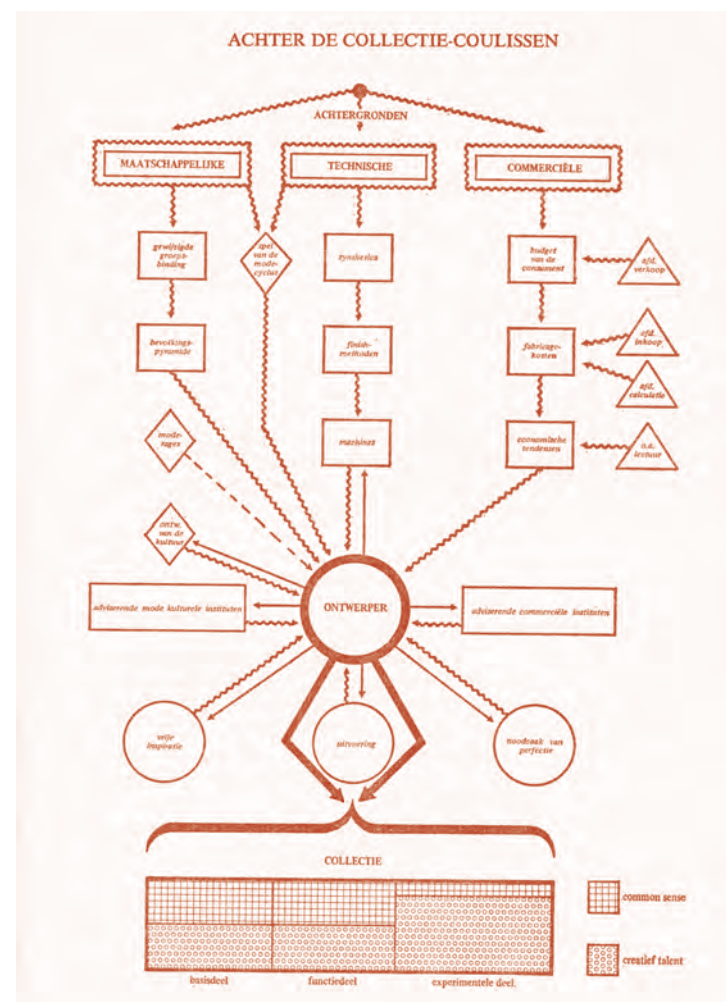 ACHTER DE COLLECTIE-COULISSEN
ACHTERGRONDEN
MAATSCHAPPELIJKE
TECHNISCHE
COMMERCIËLE
gewijzigde
groeps-
binding
spel
van de
mode-
cyclus
synthetica
budget
van de
consument
afd.
verkoop
bevolkings-
pyramide
finish-
methoden
fabricage-
kosten
afd.
inkoop
afd.
calculatie
mode-
rages
machines
economische
tendensen
o.a.
lectuur
ontw.
van de
kultuur
adviserende mode kulturele instituten
ONTWERPER
adviserende commerciële instituten
vrije
inspiratie
uitvoering
noodzaak van
perfectie
COLLECTIE
common sense
creatief talent
basisdeel
functiedeel
experimentele deel.